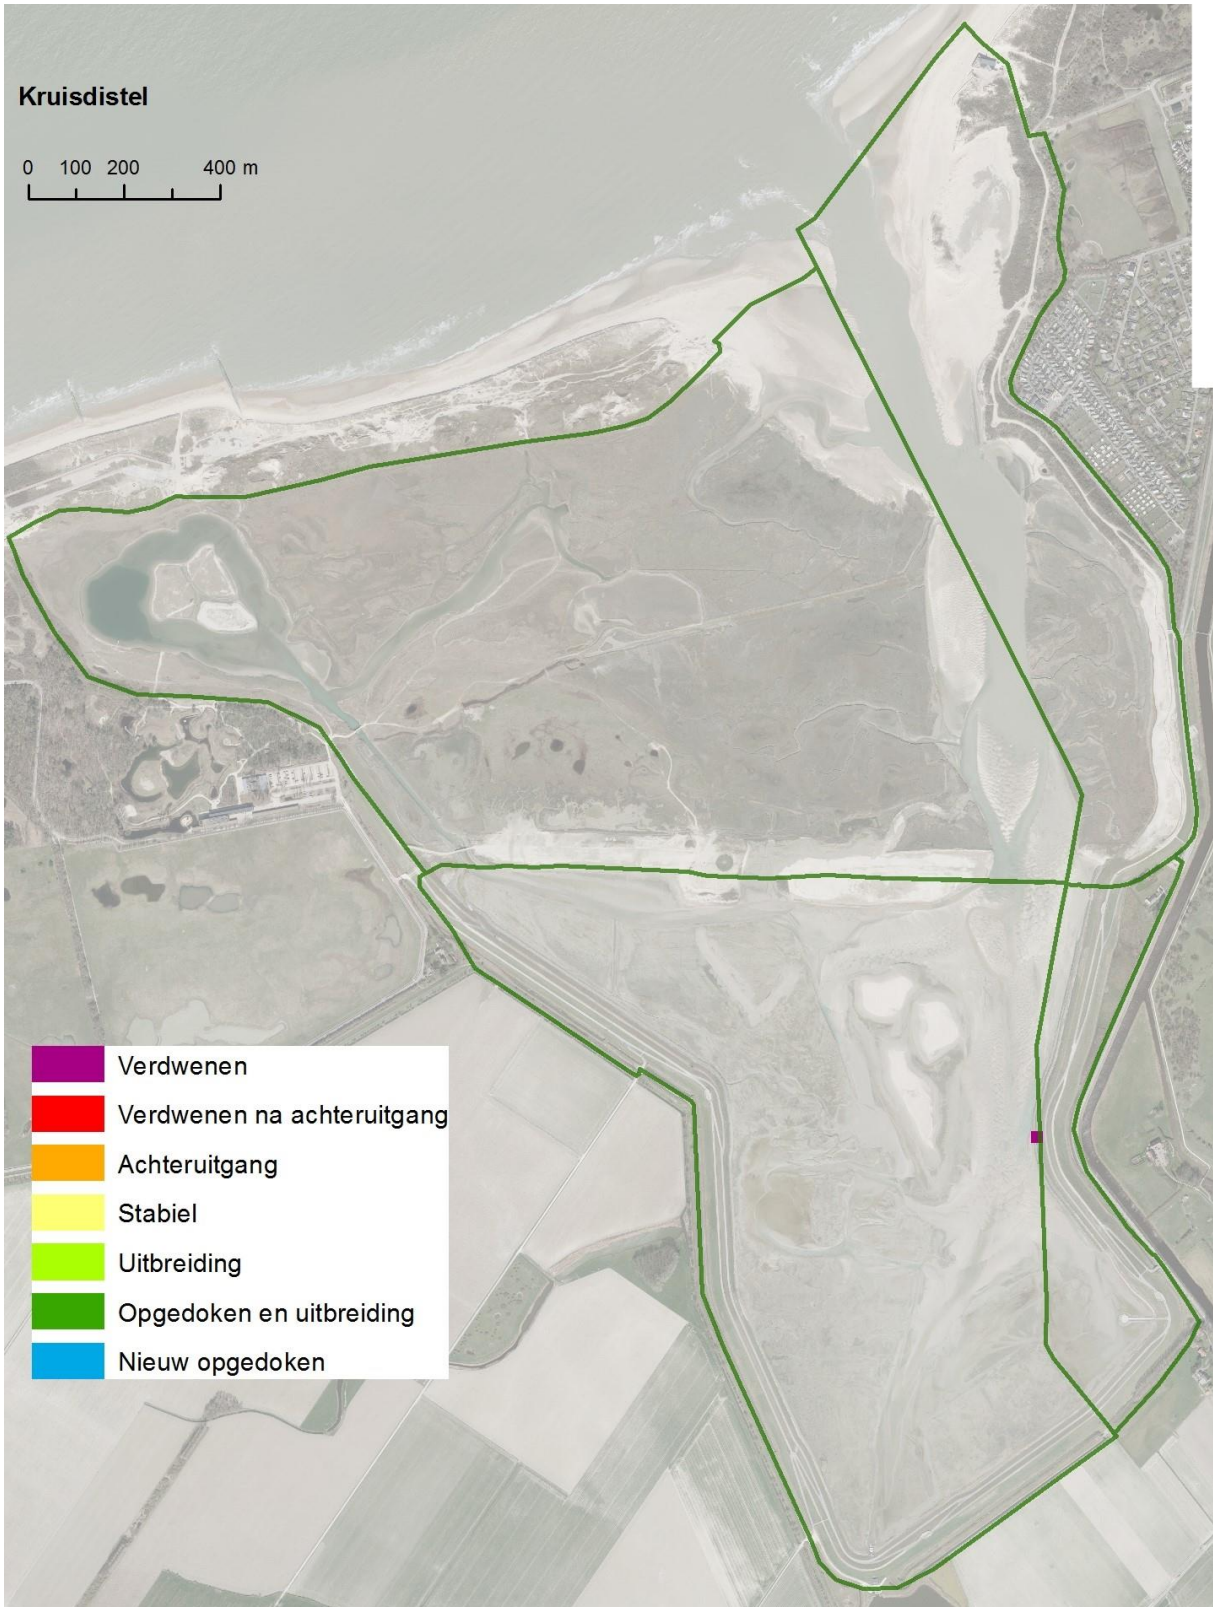 Kruisdistel
0 100 200 400 m
Verdwenen
Verdwenen na achteruitgang
Achteruitgang
Stabiel
Uitbreiding
Opgedoken en uitbreiding
Nieuw opgedoken